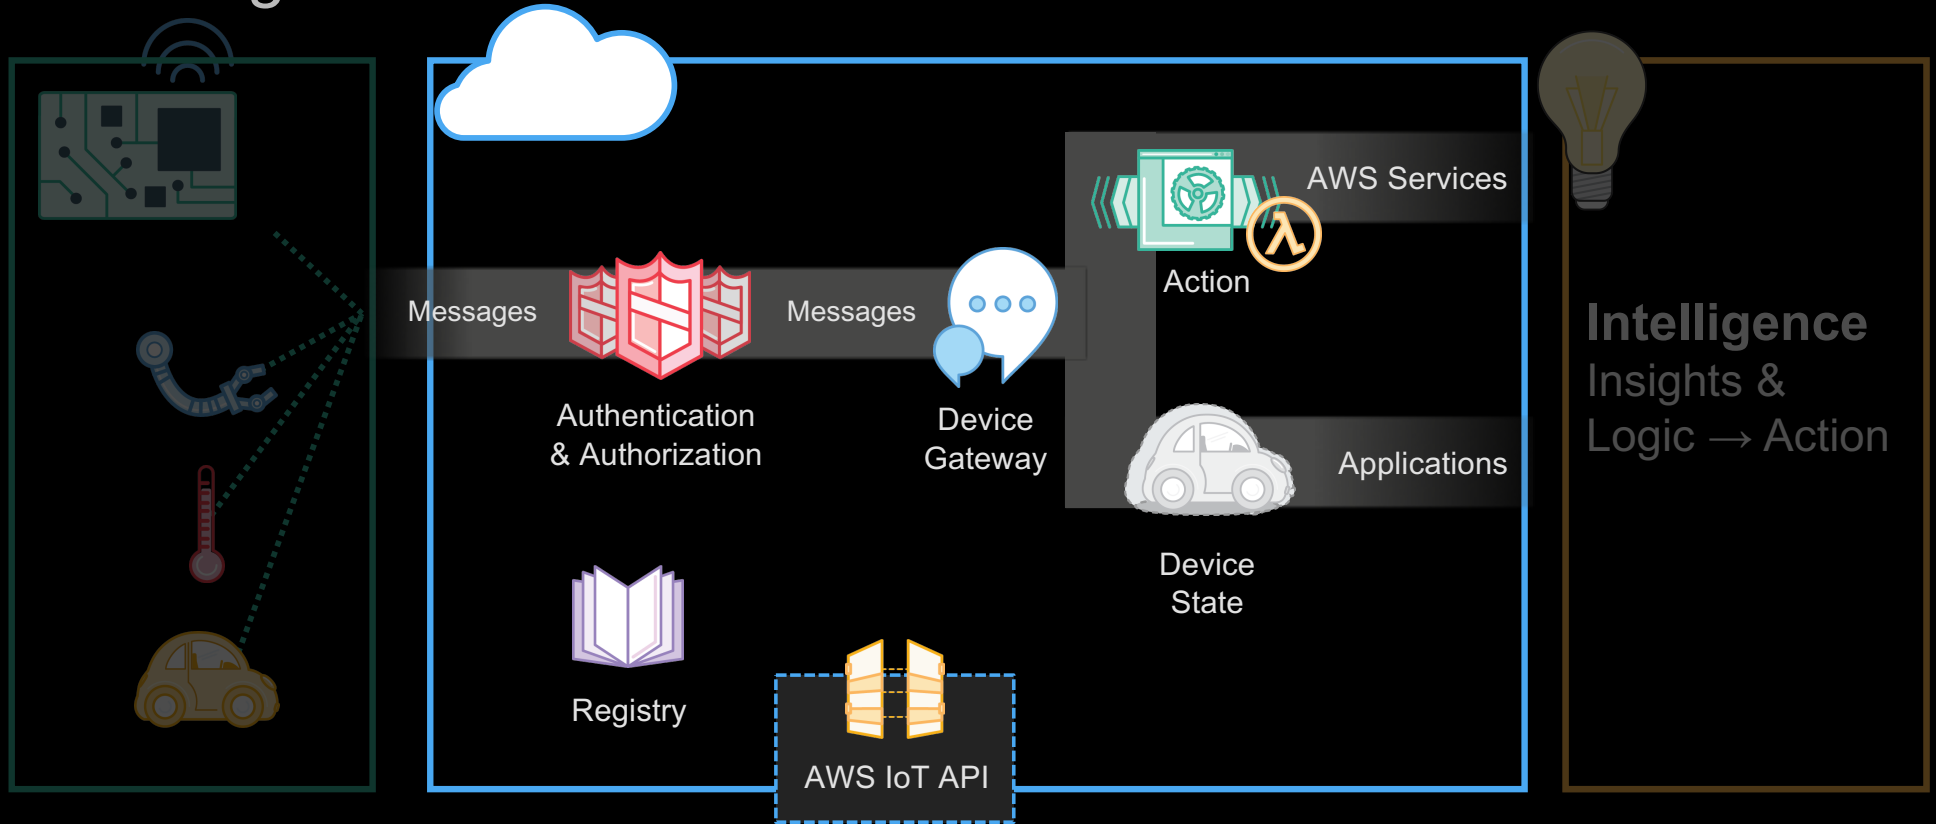 Messages
Messages
Authentication
& Authorization
Device
Gateway
AWS Services
Action
Applications
Device
State
Registry
AWS IoT API
Intelligence
Insights &
Logic → Action